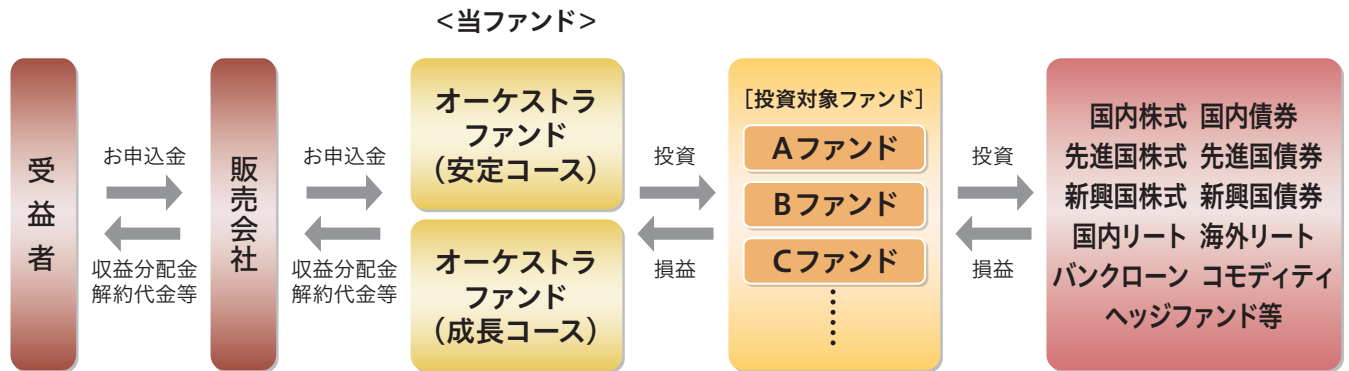 ＜当ファンド＞
受益者
お申込金
収益分配金
解約代金等
販売会社
お申込金
収益分配金
解約代金等
オーケストラ
ファンド
（安定コース）
オーケストラ
ファンド
（成長コース）
投資
損益
［投資対象ファンド］
Aファンド
Bファンド
Cファンド
投資
損益
国内株式 国内債券
先進国株式 先進国債券
新興国株式 新興国債券
国内リート 海外リート
バンクローン コモディティ
ヘッジファンド等